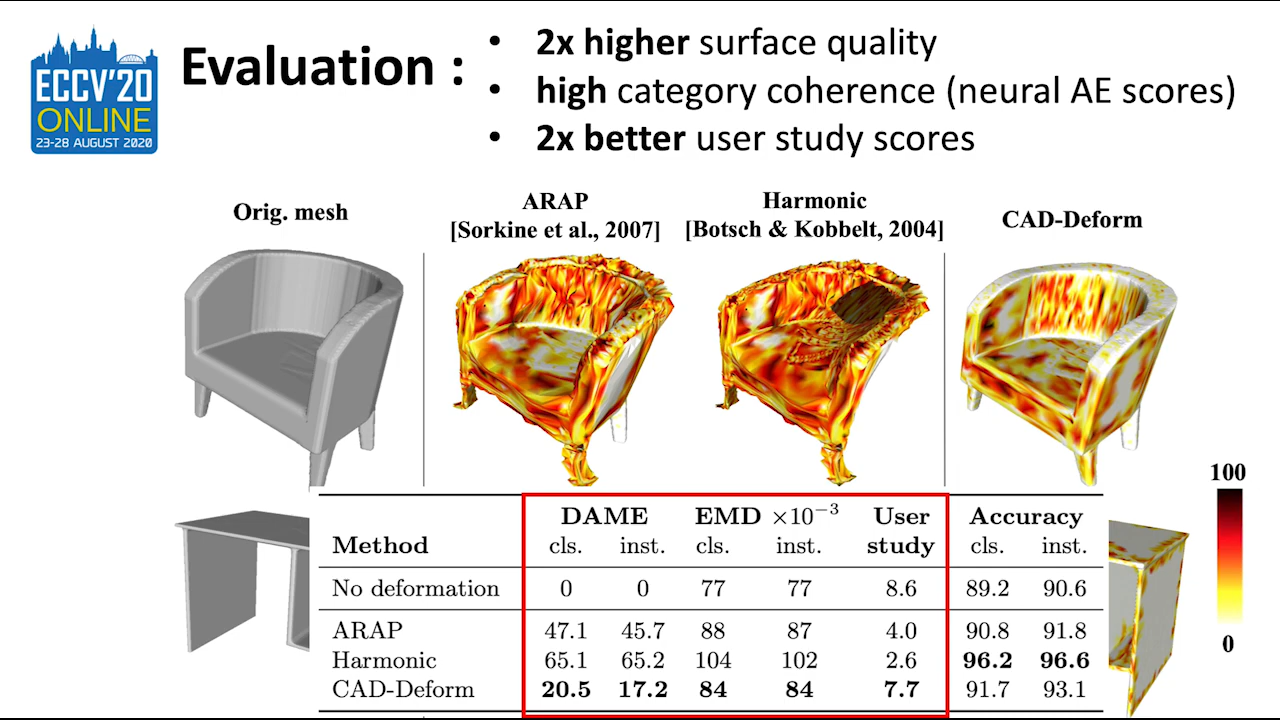 ECCV'20
ONLINE
23-28 AUGUST 2020
Evaluation :
• 2x higher surface quality
• high category coherence (neural AE scores)
• 2x better user study scores
Orig. mesh
ARAP
[Sorkine et al., 2007]
Harmonic
[Botsch & Kobbelt, 2004]
CAD-Deform
100
0
DAME EMD ×10⁻³ User Accuracy
Method cls. inst. cls. inst. study cls. inst.
No deformation 0 0 77 77 8.6 89.2 90.6
ARAP 47.1 45.7 88 87 4.0 90.8 91.8
Harmonic 65.1 65.2 104 102 2.6 96.2 96.6
CAD-Deform 20.5 17.2 84 84 7.7 91.7 93.1